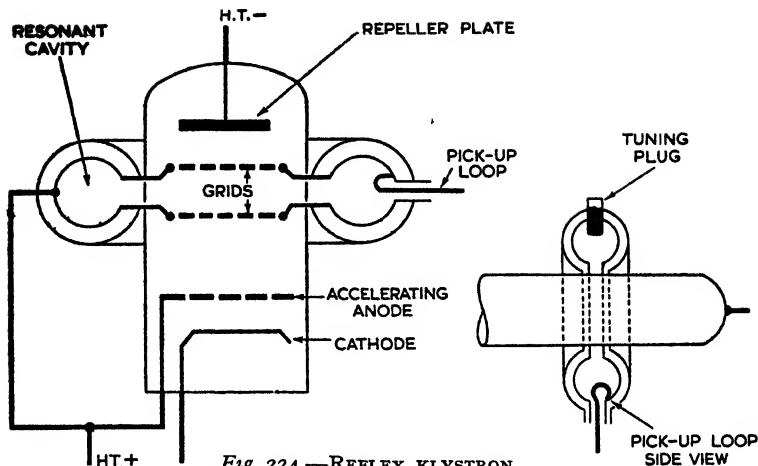 H.T.-
RESONANT
CAVITY
REPELLER PLATE
GRIDS
PICK-UP
LOOP
TUNING
PLUG
ACCELERATING
ANODE
CATHODE
HT+
PICK-UP LOOP
SIDE VIEW
Fig. 224.—REFLEX KLYSTRON